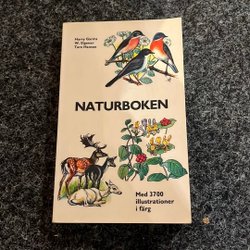 Harry Garms
W. Eigener
Tore Hansen
NATURBOKEN
Med 3700
illustrationer
i färg